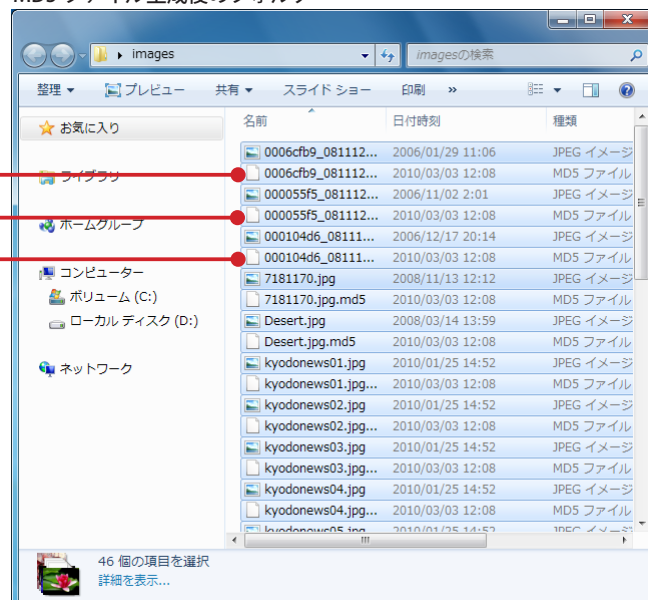 MD5 ファイル生成後のフォルダ
images
imagesの検索
整理 プレビュー 共有 スライド ショー 印刷 »
お気に入り
ライブラリ
ホームグループ
コンピューター
ボリューム (C:)
ローカル ディスク (D:)
ネットワーク
名前 日付時刻 種類
0006cfb9_081112... 2006/01/29 11:06 JPEG イメージ
0006cfb9_081112... 2010/03/03 12:08 MD5 ファイル
000055f5_081112... 2006/11/02 2:01 JPEG イメージ
000055f5_081112... 2010/03/03 12:08 MD5 ファイル
000104d6_08111... 2006/12/17 20:14 JPEG イメージ
000104d6_08111... 2010/03/03 12:08 MD5 ファイル
7181170.jpg 2008/11/13 12:12 JPEG イメージ
7181170.jpg.md5 2010/03/03 12:08 MD5 ファイル
Desert.jpg 2008/03/14 13:59 JPEG イメージ
Desert.jpg.md5 2010/03/03 12:08 MD5 ファイル
kyodonews01.jpg 2010/01/25 14:52 JPEG イメージ
kyodonews01.jpg... 2010/03/03 12:08 MD5 ファイル
kyodonews02.jpg 2010/01/25 14:52 JPEG イメージ
kyodonews02.jpg... 2010/03/03 12:08 MD5 ファイル
kyodonews03.jpg 2010/01/25 14:52 JPEG イメージ
kyodonews03.jpg... 2010/03/03 12:08 MD5 ファイル
kyodonews04.jpg 2010/01/25 14:52 JPEG イメージ
kyodonews04.jpg... 2010/03/03 12:08 MD5 ファイル
kyodonews05.jpg 2010/01/25 14:52 JPEG イメージ
46 個の項目を選択
詳細を表示...